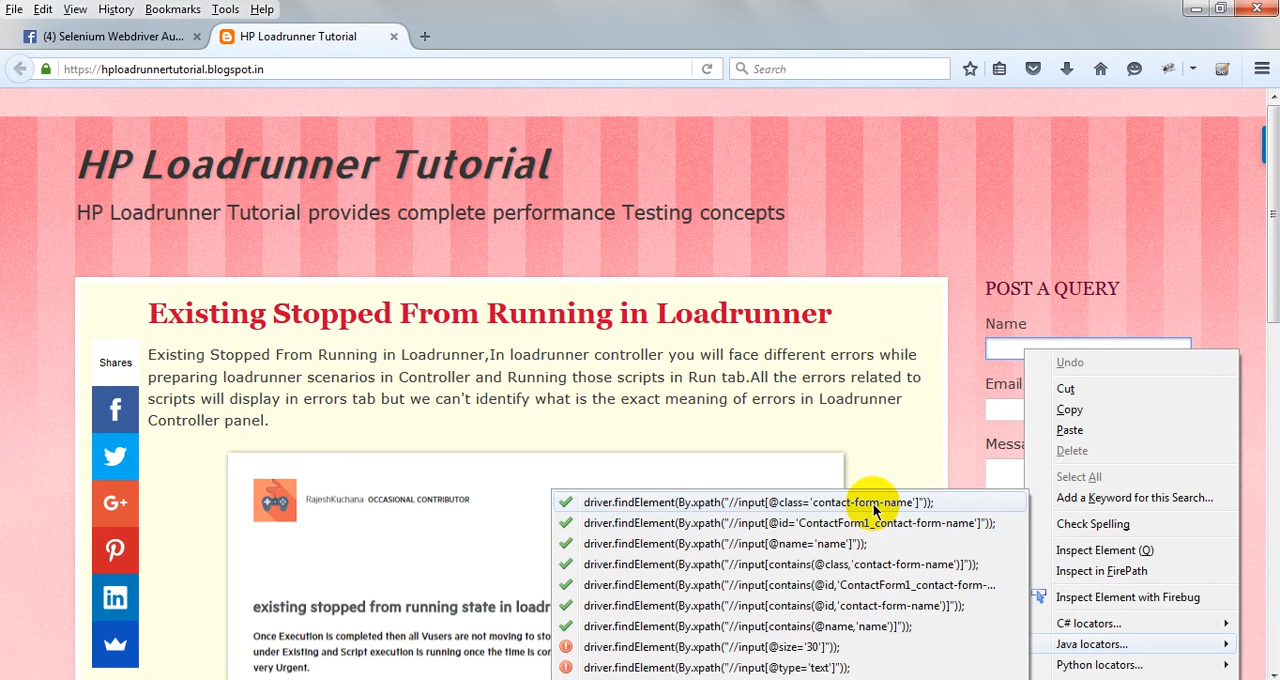 File Edit View History Bookmarks Tools Help
(4) Selenium Webdriver Au...
HP Loadrunner Tutorial
https://hploadrunnertutorial.blogspot.in
Search
HP Loadrunner Tutorial
HP Loadrunner Tutorial provides complete performance Testing concepts
Existing Stopped From Running in Loadrunner
Shares
Existing Stopped From Running in Loadrunner,In loadrunner controller you will face different errors while
preparing loadrunner scenarios in Controller and Running those scripts in Run tab.All the errors related to
scripts will display in errors tab but we can't identify what is the exact meaning of errors in Loadrunner
Controller panel.
RajeshKuchana OCCASIONAL CONTRIBUTOR
existing stopped from running state in loadr
Once Execution is completed then all Vusers are not moving to sto
under Existing and Script execution is running once the time is con
very Urgent.
POST A QUERY
Name
Email
Messa
Undo
Cut
Copy
Paste
Delete
Select All
Add a Keyword for this Search...
Check Spelling
Inspect Element (Q)
Inspect in FirePath
Inspect Element with Firebug
C# locators...
Java locators...
Python locators...
driver.findElement(By.xpath("//input[@class='contact-form-name']"));
driver.findElement(By.xpath("//input[@id='ContactForm1_contact-form-name']"));
driver.findElement(By.xpath("//input[@name='name']"));
driver.findElement(By.xpath("//input[contains(@class,'contact-form-name')]"));
driver.findElement(By.xpath("//input[contains(@id,'ContactForm1_contact-form-...
driver.findElement(By.xpath("//input[contains(@id,'contact-form-name')]"));
driver.findElement(By.xpath("//input[contains(@name,'name')]"));
driver.findElement(By.xpath("//input[@size='30']"));
driver.findElement(By.xpath("//input[@type='text']"));